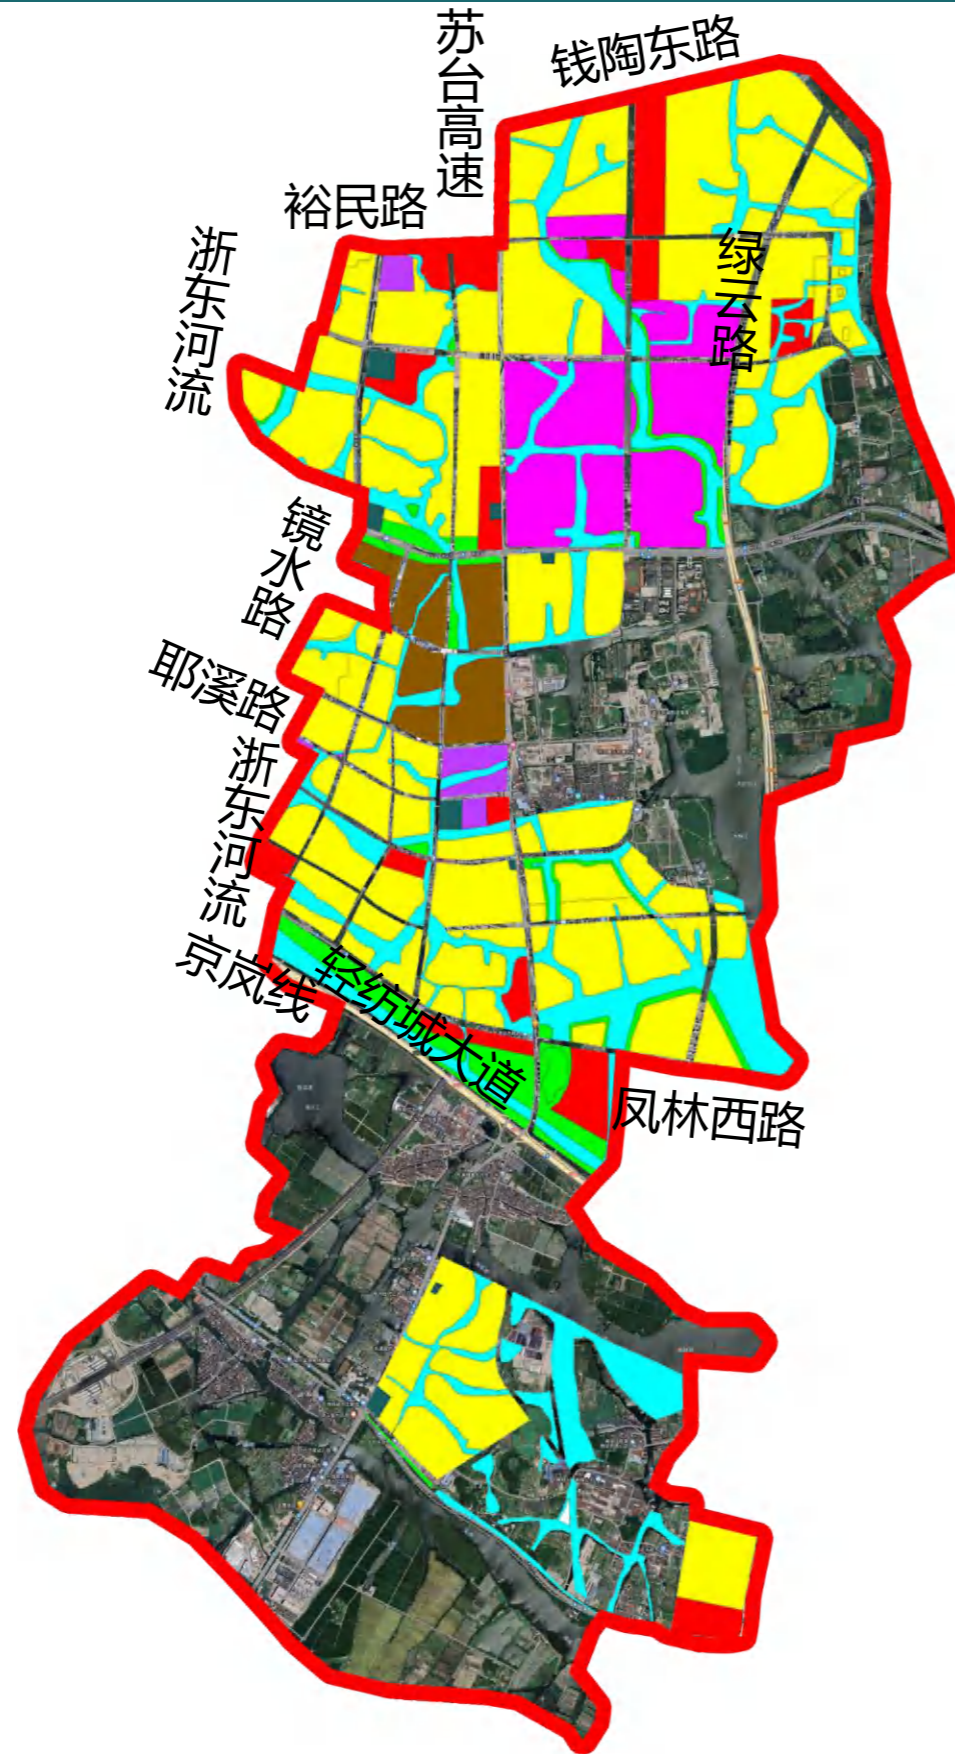 苏台高速
钱陶东路
裕民路
浙东河流
绿云路
镜水路
耶溪路
浙东河流
京岚线
轻纺城大道
凤林西路